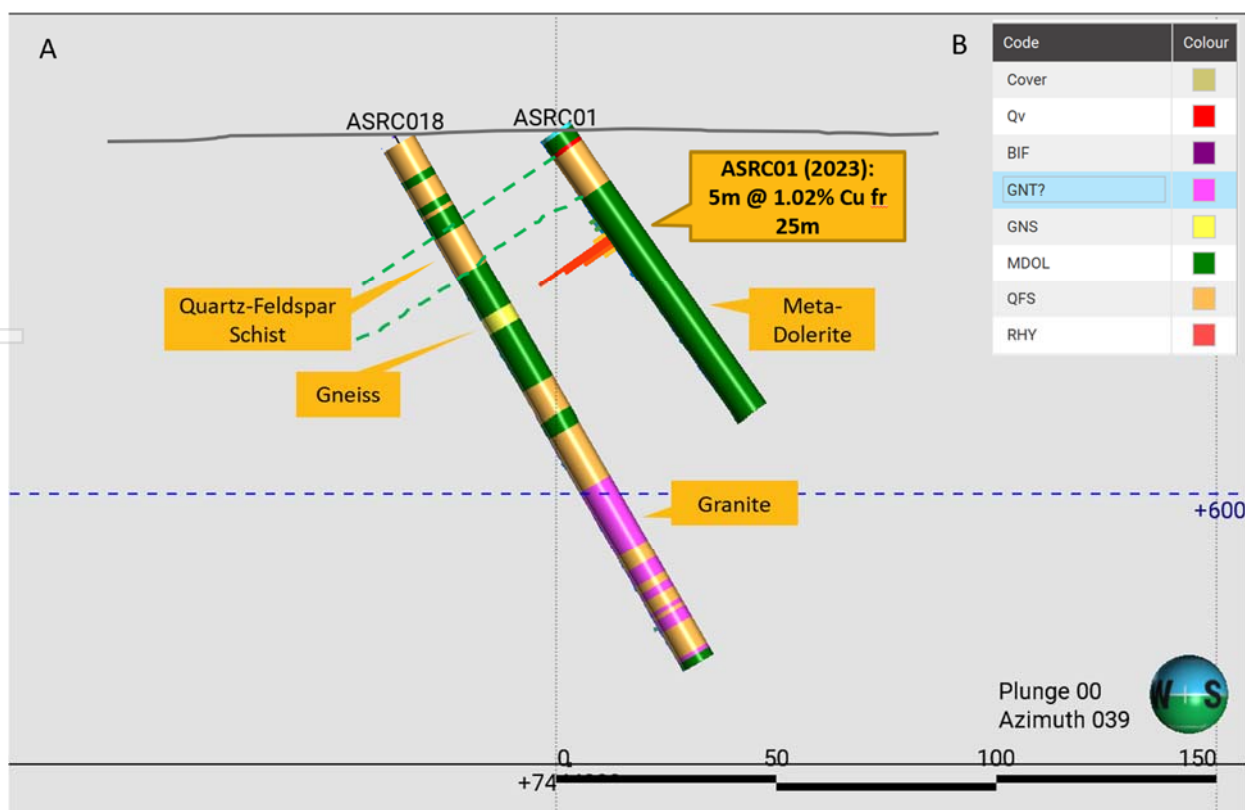 A
B
ASRC018
ASRC01
ASRC01 (2023):
5m @ 1.02% Cu fr
25m
Quartz-Feldspar
Schist
Gneiss
Meta-
Dolerite
Granite
Code Colour
Cover
Qv
BIF
GNT?
GNS
MDOL
QFS
RHY
+600
Plunge 00
Azimuth 039
W S
0 50 100 150